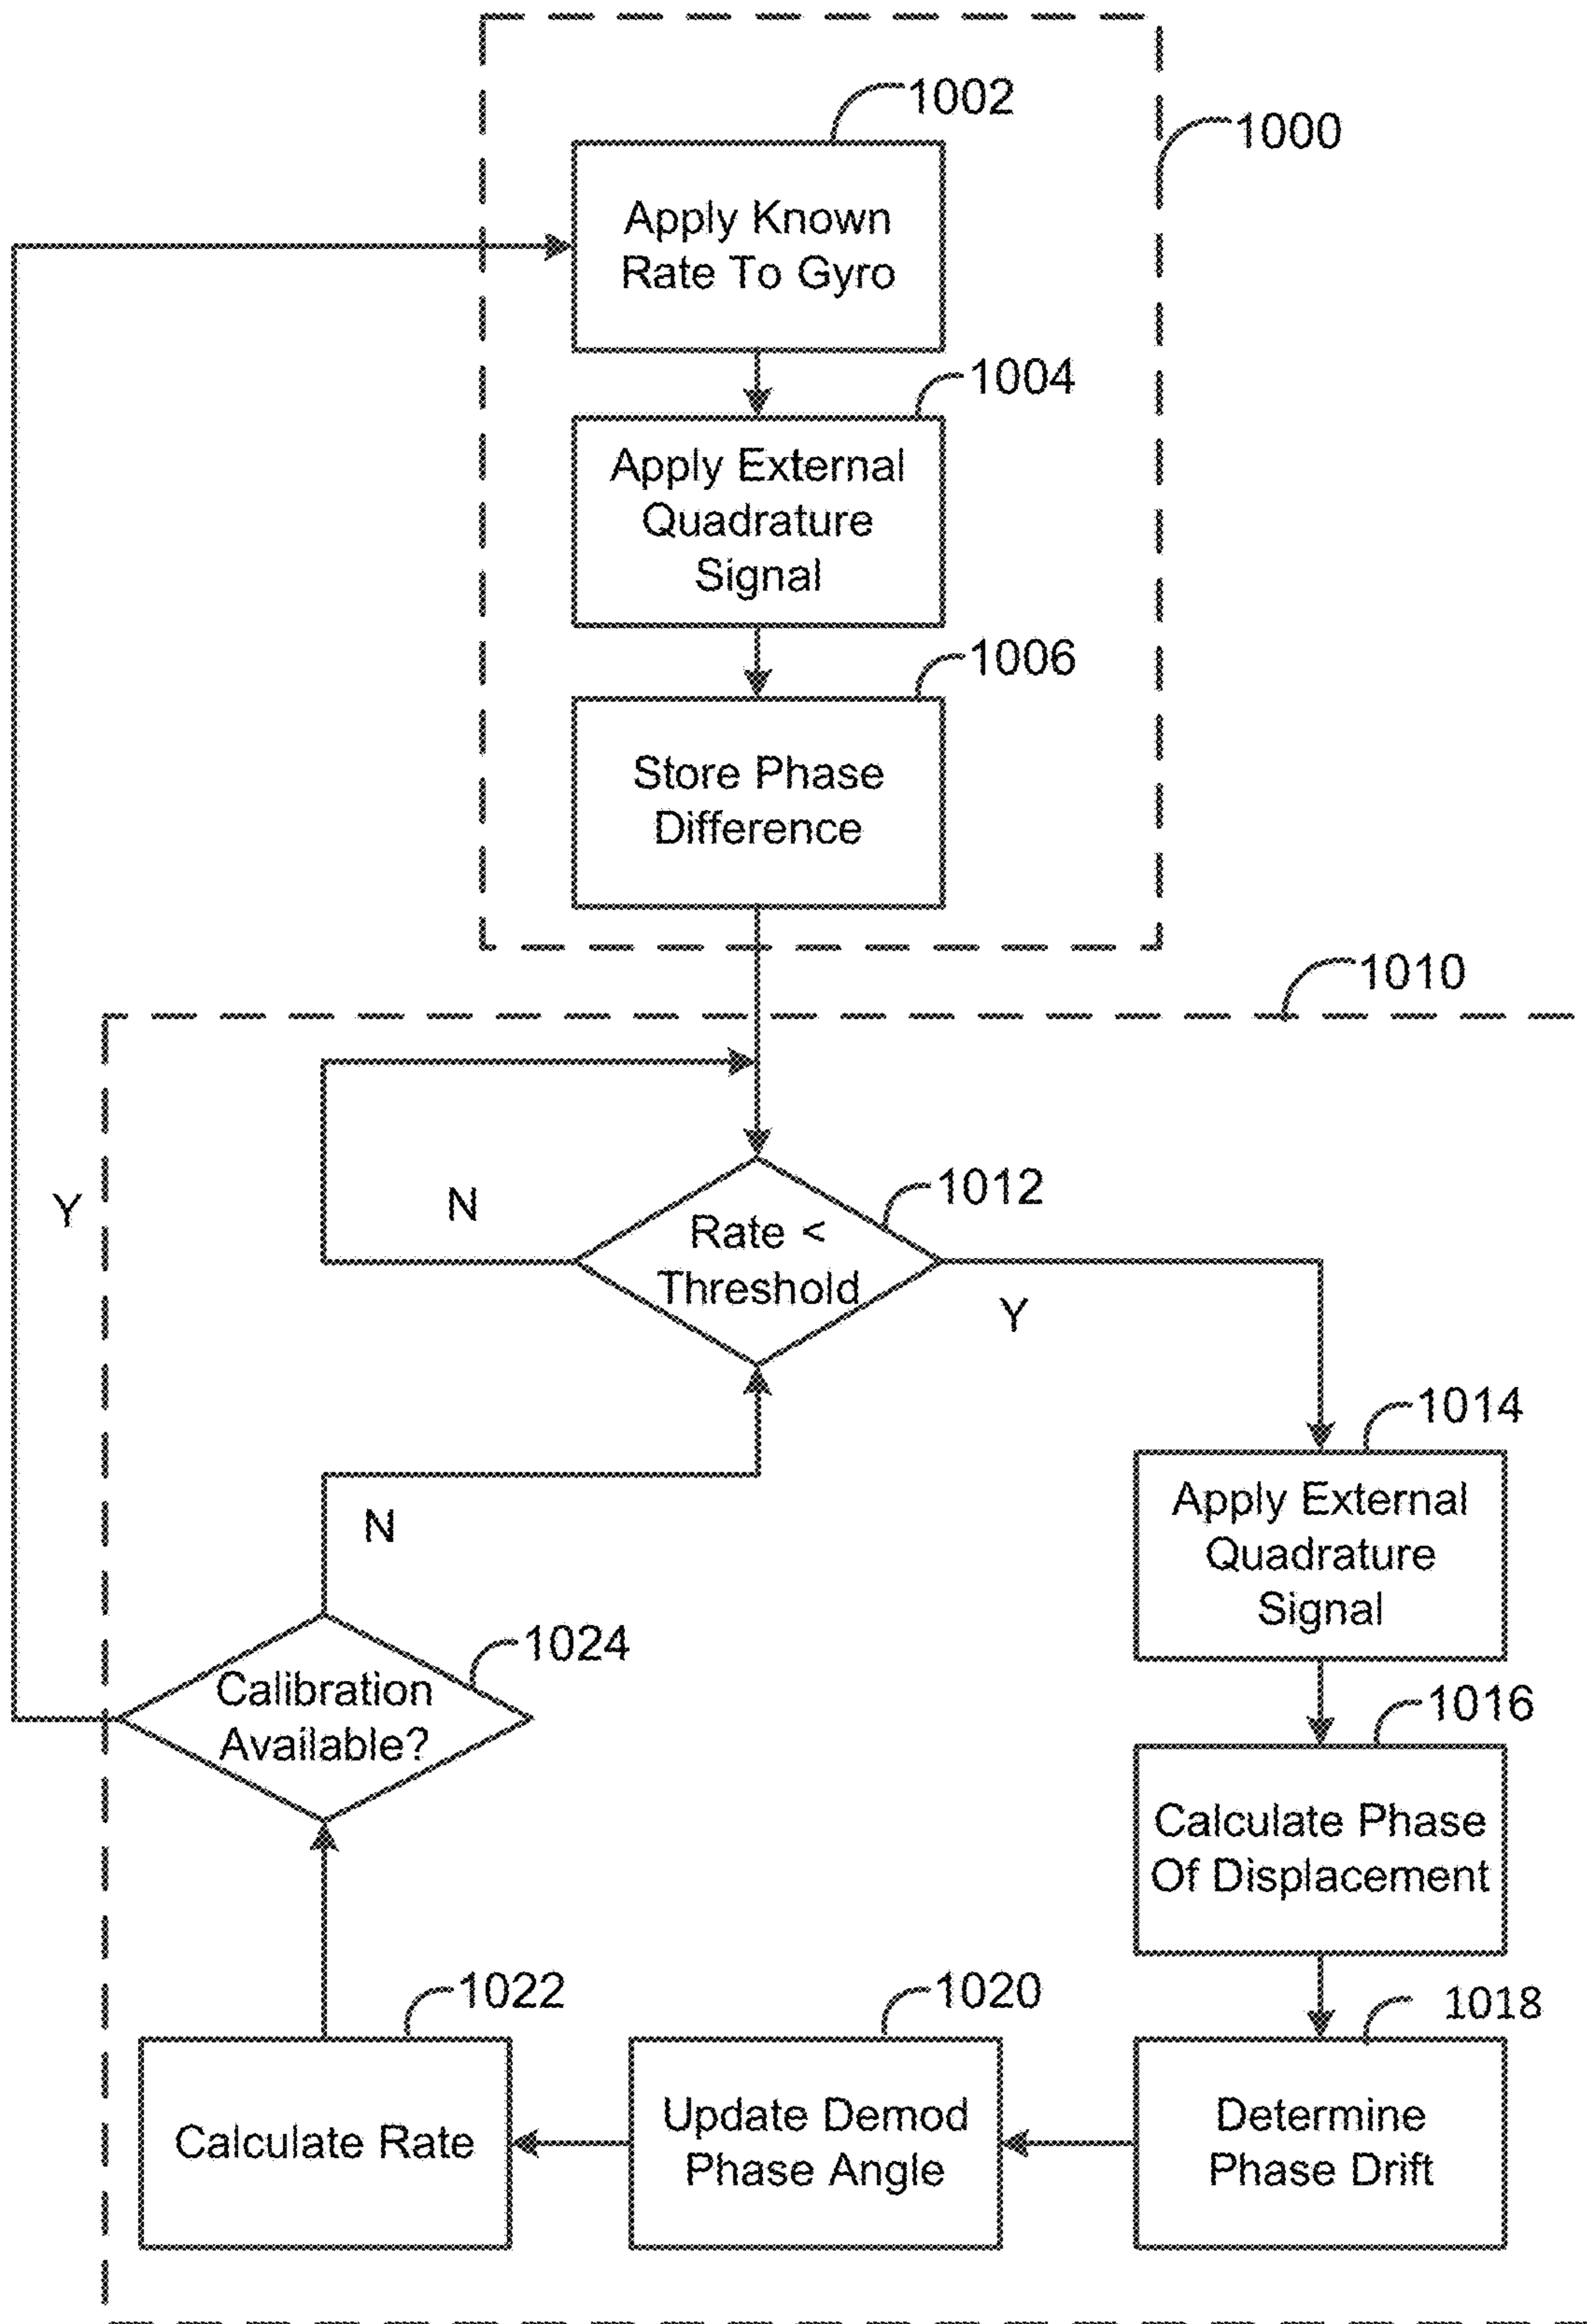 1002
1000
Apply Known
Rate To Gyro
1004
Apply External
Quadrature
Signal
1006
Store Phase
Difference
1010
1012
Rate <
Threshold
N
Y
Y
1014
Apply External
Quadrature
Signal
N
1024
Calibration
Available?
1016
Calculate Phase
Of Displacement
1022
1020
1018
Calculate Rate
Update Demod
Phase Angle
Determine
Phase Drift